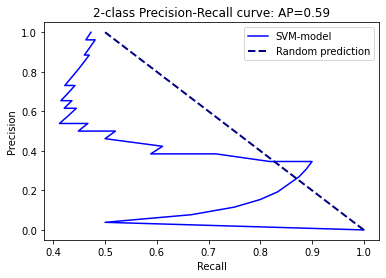 2-class Precision-Recall curve: AP=0.59
SVM-model
Random prediction
Precision
1.0
0.8
0.6
0.4
0.2
0.0
0.4
0.5
0.6
0.7
0.8
0.9
1.0
Recall